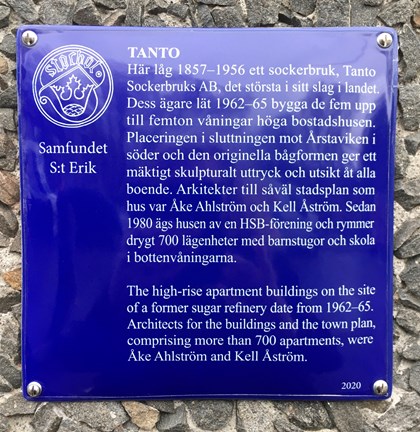 stockholm
Samfundet
S:t Erik
TANTO
Här låg 1857–1956 ett sockerbruk, Tanto
Sockerbruks AB, det största i sitt slag i landet.
Dess ägare lät 1962–65 bygga de fem upp
till femton våningar höga bostadshusen.
Placeringen i sluttningen mot Årstaviken i
söder och den originella bågformen ger ett
mäktigt skulpturalt uttryck och utsikt åt alla
boende. Arkitekter till såväl stadsplan som
hus var Åke Ahlström och Kell Åström. Sedan
1980 ägs husen av en HSB-förening och rymmer
drygt 700 lägenheter med barnstugor och skola
i bottenvåningarna.
The high-rise apartment buildings on the site
of a former sugar refinery date from 1962–65.
Architects for the buildings and the town plan,
comprising more than 700 apartments, were
Åke Ahlström and Kell Åström.
2020